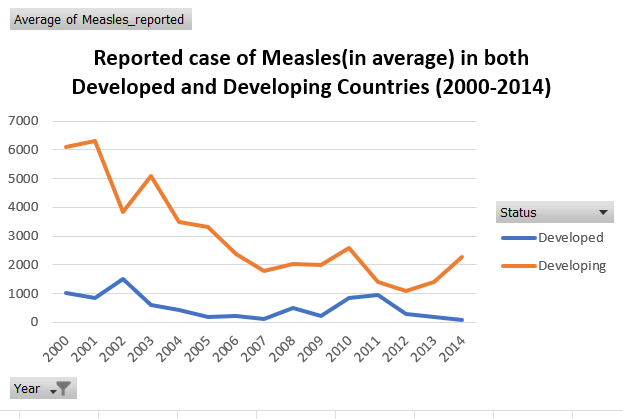 Average of Measles_reported
Reported case of Measles(in average) in both
Developed and Developing Countries (2000-2014)
7000
6000
5000
4000
3000
2000
1000
0
2000 2001 2002 2003 2004 2005 2006 2007 2008 2009 2010 2011 2012 2013 2014
Status
Developed
Developing
Year